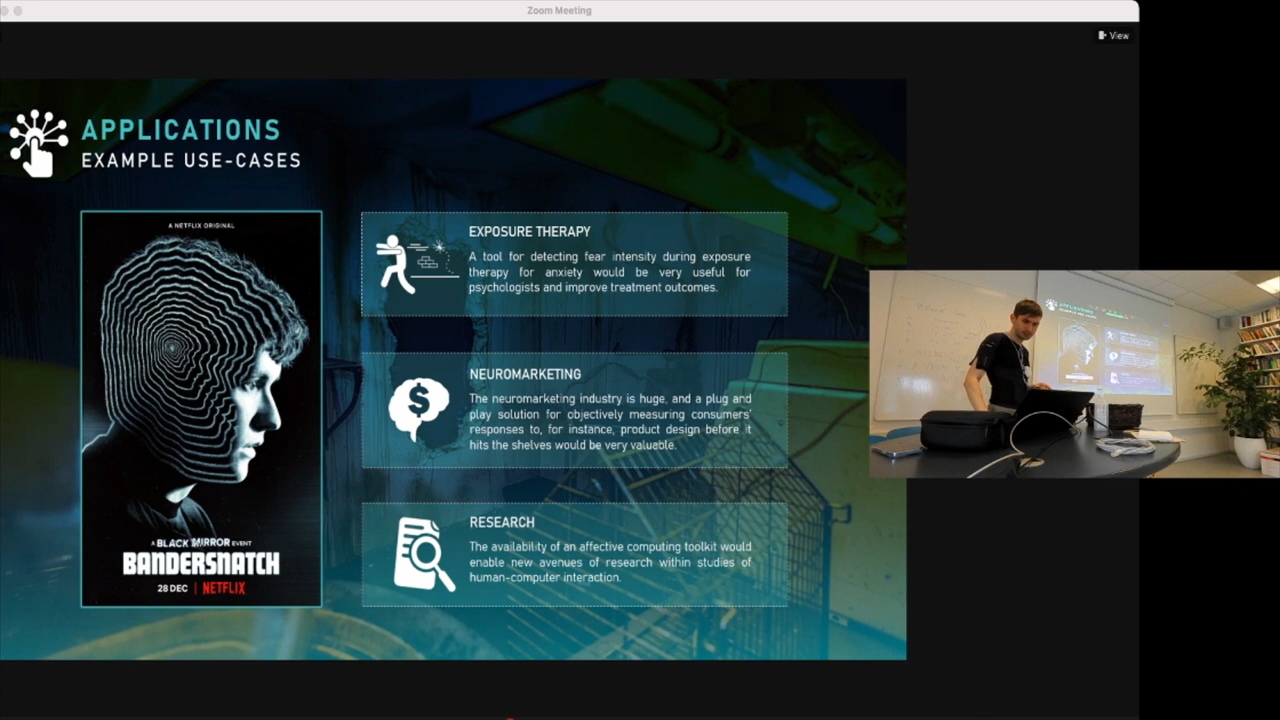 Zoom Meeting
View
APPLICATIONS
EXAMPLE USE-CASES
A NETFLIX ORIGINAL
A BLACK MIRROR EVENT
BANDERSNATCH
28 DEC | NETFLIX
EXPOSURE THERAPY
A tool for detecting fear intensity during exposure
therapy for anxiety would be very useful for
psychologists and improve treatment outcomes.
NEUROMARKETING
The neuromarketing industry is huge, and a plug and
play solution for objectively measuring consumers'
responses to, for instance, product design before it
hits the shelves would be very valuable.
RESEARCH
The availability of an affective computing toolkit would
enable new avenues of research within studies of
human-computer interaction.
APPLICATIONS
EXAMPLE USE-CASES